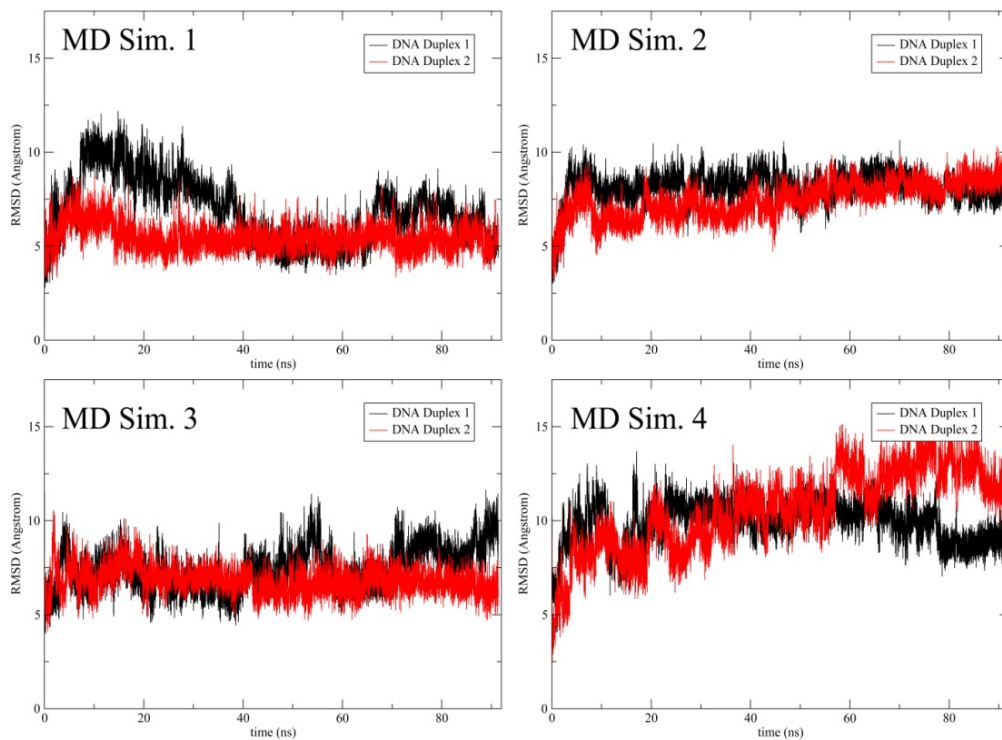 MD Sim. 1
DNA Duplex 1
DNA Duplex 2
RMSD (Angstrom)
15
10
5
0
0 20 40 60 80
time (ns)
MD Sim. 2
DNA Duplex 1
DNA Duplex 2
RMSD (Angstrom)
15
10
5
0
0 20 40 60 80
time (ns)
MD Sim. 3
DNA Duplex 1
DNA Duplex 2
RMSD (Angstrom)
15
10
5
0
0 20 40 60 80
time (ns)
MD Sim. 4
DNA Duplex 1
DNA Duplex 2
RMSD (Angstrom)
15
10
5
0
0 20 40 60 80
time (ns)